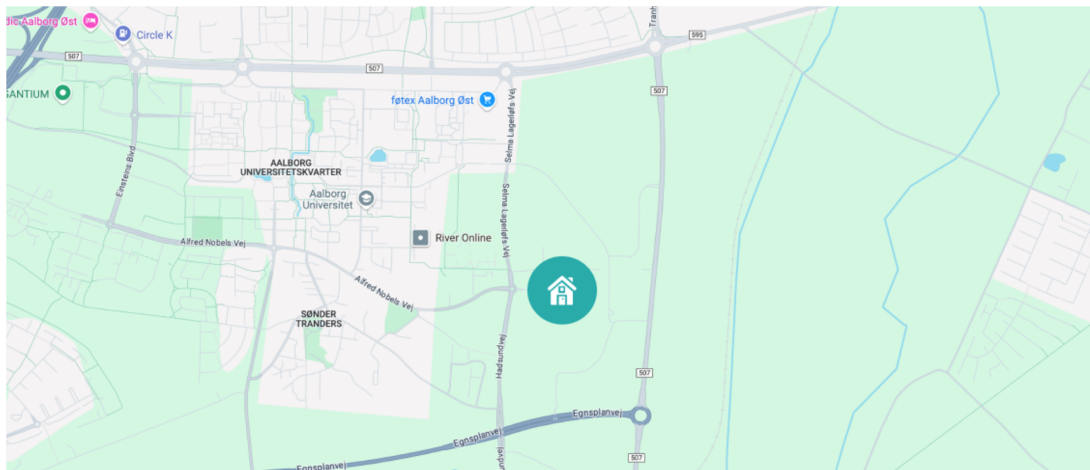 dic Aalborg Øst
Circle K
Tranh
595
507
507
507
GANTIUM
føtex Aalborg Øst
Selma Lagerløfs Vej
AALBORG
UNIVERSITETSKVARTER
Einsteins Blvd
Aalborg
Universitet
Selma Lagerløfs Vej
River Online
Alfred Nobels Vej
Alfred Nobels Vej
SØNDER
TRANDERS
Hadsundvej
507
Egnsplanvej
Egnsplanvej
Egnsplanvej
507